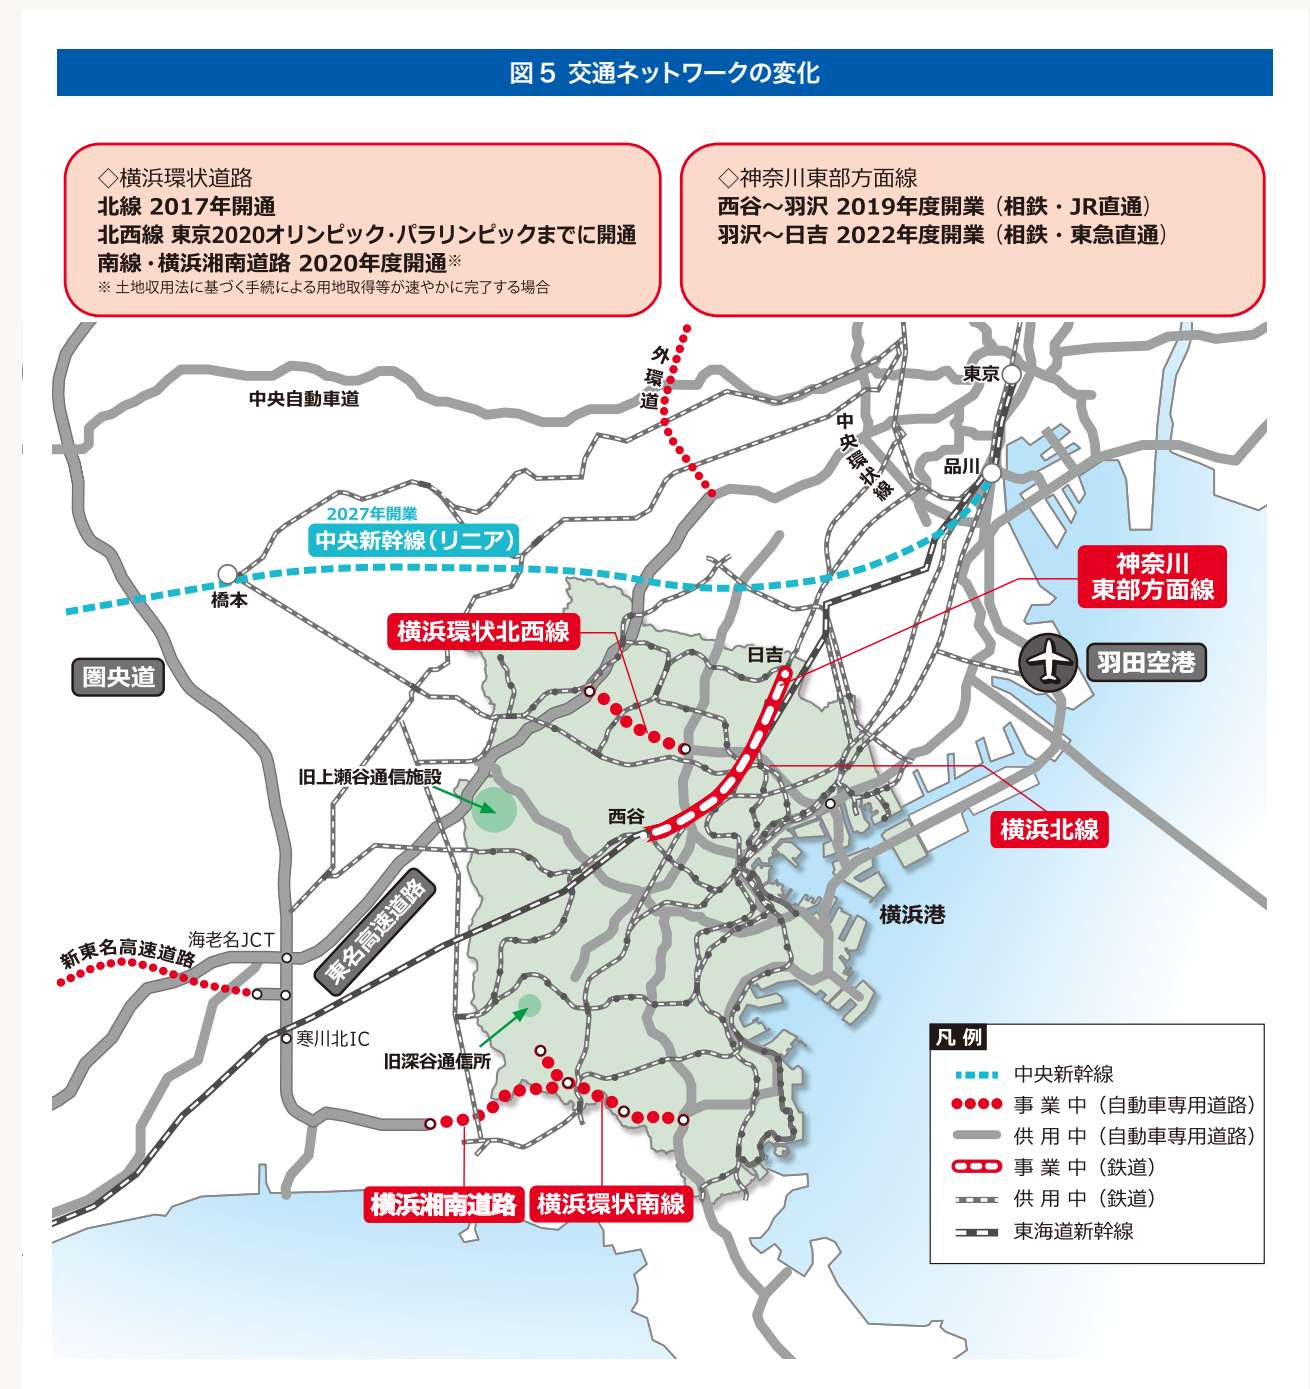 図5 交通ネットワークの変化
◇横浜環状道路
北線 2017年開通
北西線 東京2020オリンピック・パラリンピックまでに開通
南線・横浜湘南道路 2020年度開通※
※ 土地収用法に基づく手続による用地取得等が速やかに完了する場合
◇神奈川東部方面線
西谷～羽沢 2019年度開業（相鉄・JR直通）
羽沢～日吉 2022年度開業（相鉄・東急直通）
外環道
東京
中央自動車道
中央環状線
品川
2027年開業
中央新幹線（リニア）
神奈川
東部方面線
橋本
横浜環状北西線
日吉
羽田空港
圏央道
旧上瀬谷通信施設
西谷
横浜北線
東名高速道路
横浜港
海老名JCT
新東名高速道路
寒川北IC
旧深谷通信所
横浜湘南道路
横浜環状南線
凡 例
中央新幹線
事 業 中（自動車専用道路）
供 用 中（自動車専用道路）
事 業 中（鉄道）
供 用 中（鉄道）
東海道新幹線